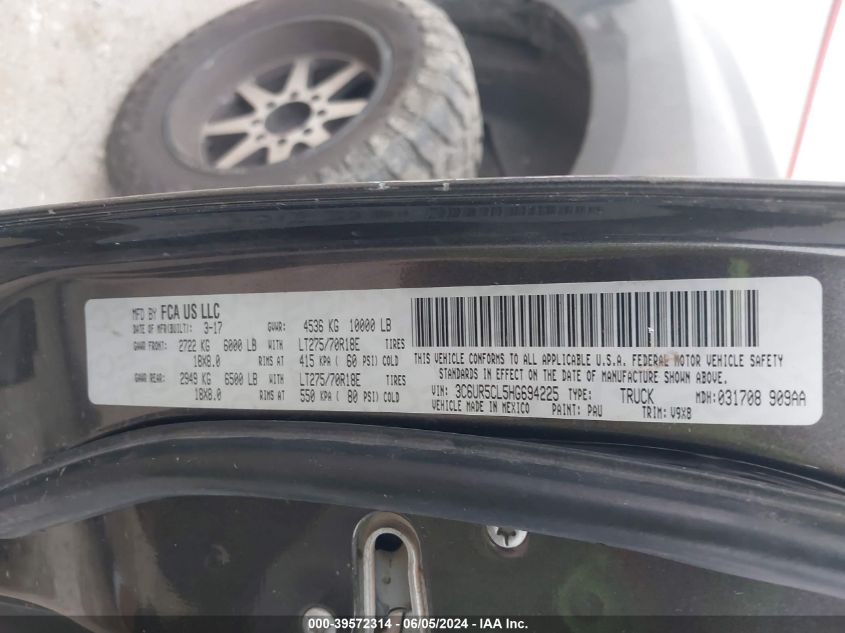 MFD BY FCA US LLC
DATE OF MFR(BUILT): 3-17 GVWR: 4536 KG 10000 LB
GAWR FRONT: 2722 KG 6000 LB WITH LT275/70R18E TIRES
18X8.0 RIMS AT 415 KPA ( 60 PSI) COLD
GAWR REAR: 2949 KG 6500 LB WITH LT275/70R18E TIRES
18X8.0 RIMS AT 550 KPA ( 80 PSI) COLD
THIS VEHICLE CONFORMS TO ALL APPLICABLE U.S.A. FEDERAL MOTOR VEHICLE SAFETY
STANDARDS IN EFFECT ON THE DATE OF MANUFACTURE SHOWN ABOVE.
VIN: 3C6UR5CL5HG694225 TYPE: TRUCK MDH: 031708 909AA
VEHICLE MADE IN MEXICO PAINT: PAU TRIM: V9X8
000-39572314 - 06/05/2024 - IAA Inc.